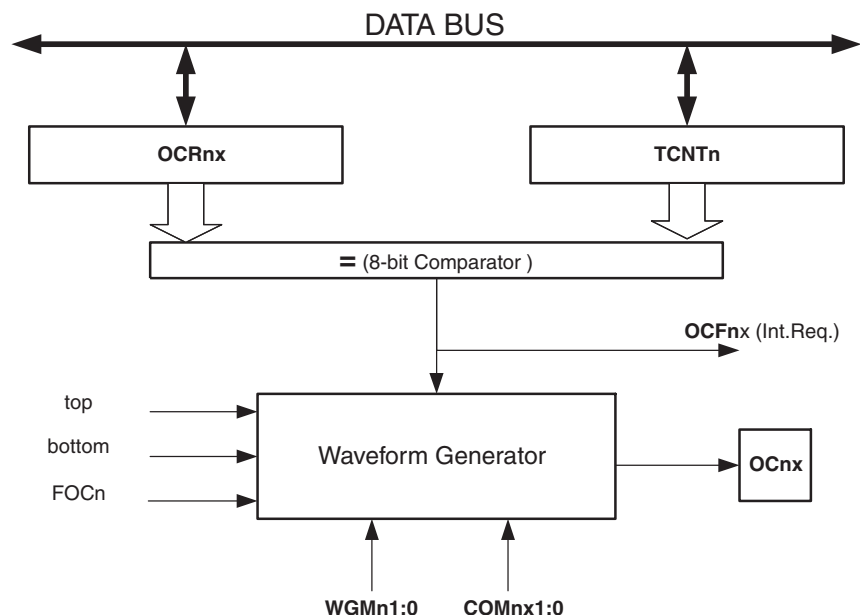 DATA BUS
OCRnx
TCNTn
= (8-bit Comparator )
OCFnx (Int.Req.)
top
bottom
FOCn
Waveform Generator
OCnx
WGMn1:0
COMnx1:0